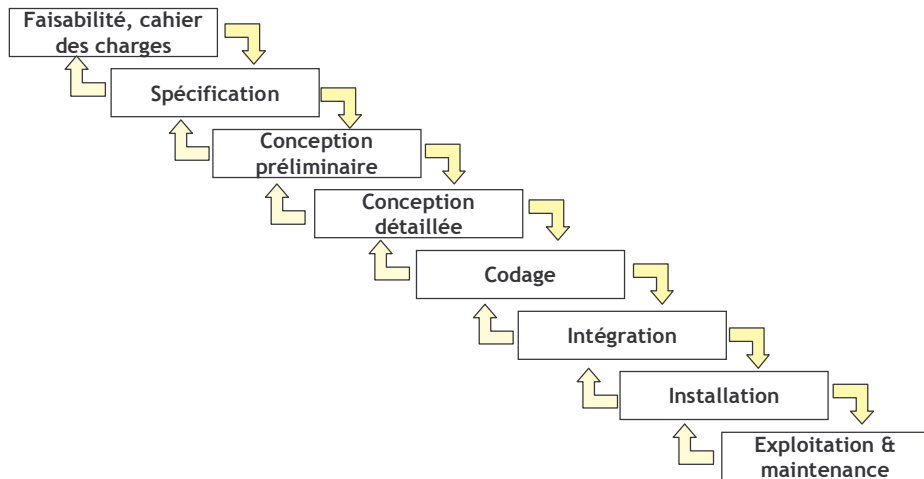 Faisabilité, cahier
des charges
Spécification
Conception
préliminaire
Conception
détaillée
Codage
Intégration
Installation
Exploitation &
maintenance